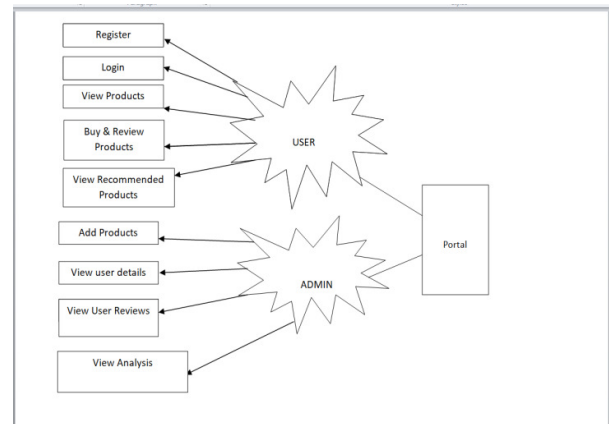 Register
Login
View Products
Buy & Review
Products
View Recommended
Products
USER
Add Products
View user details
View User Reviews
View Analysis
ADMIN
Portal